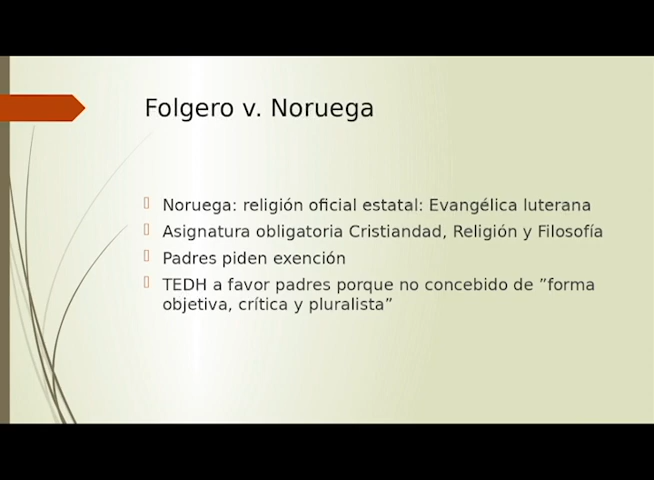 Folgero v. Noruega
Noruega: religión oficial estatal: Evangélica luterana
Asignatura obligatoria Cristiandad, Religión y Filosofía
Padres piden exención
TEDH a favor padres porque no concebido de ”forma
objetiva, crítica y pluralista”